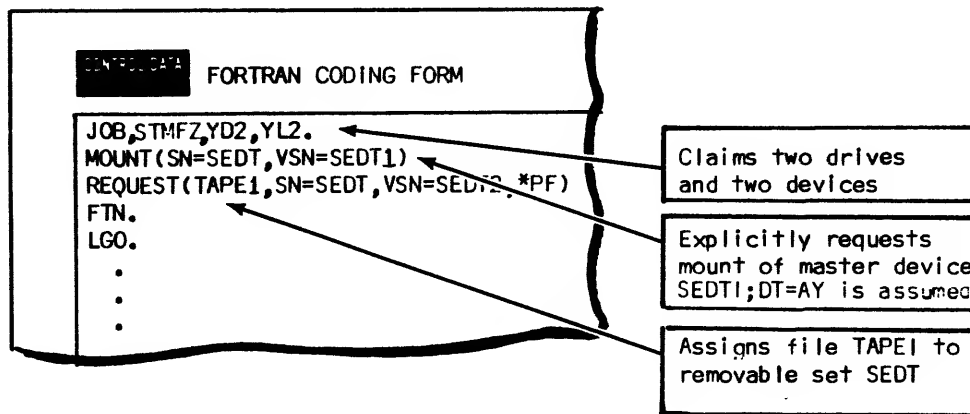 CONTROL DATA
FORTRAN CODING FORM
JOB,STMFZ,YD2,YL2.
MOUNT(SN=SEDT,VSN=SEDT1)
REQUEST(TAPE1,SN=SEDT,VSN=SEDT2,*PF)
FTN.
LGO.
.
.
.
Claims two drives
and two devices
Explicitly requests
mount of master device
SEDT1;DT=AY is assumed
Assigns file TAPE1 to
removable set SEDT